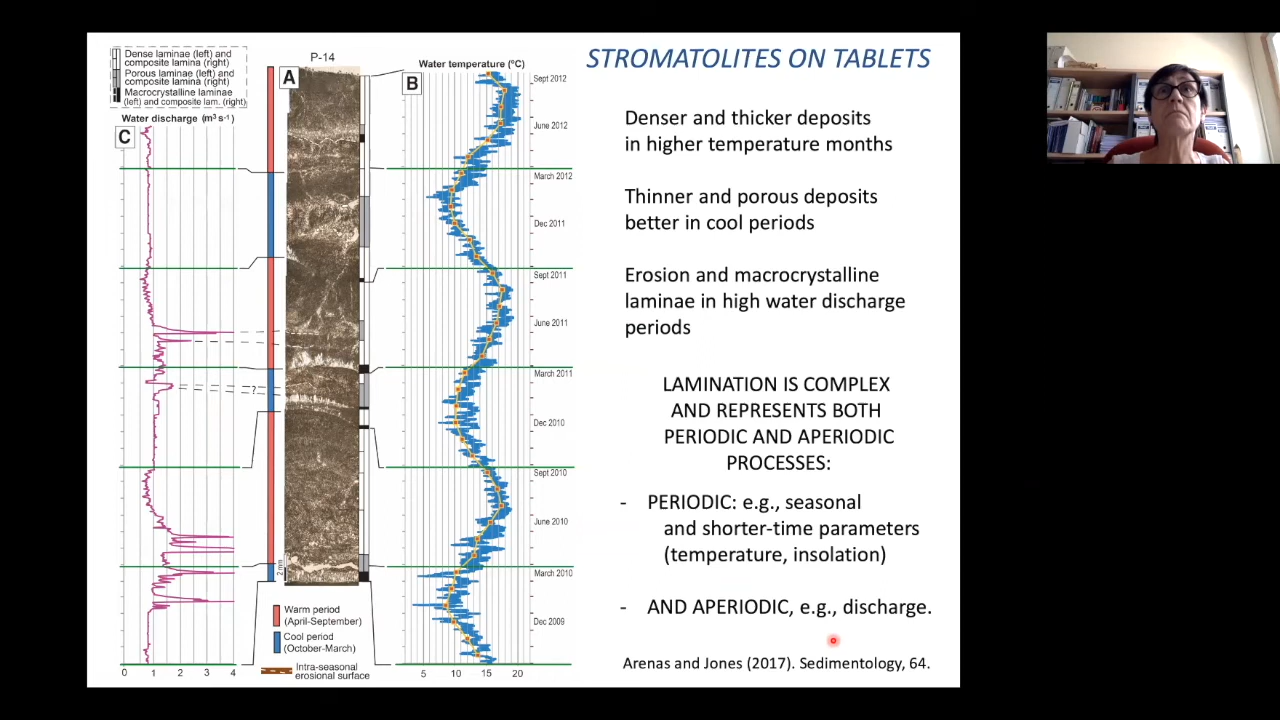 STROMATOLITES ON TABLETS
Dense laminae (left) and
composite lamina (right)
Porous laminae (left) and
composite lamina (right)
Macrocrystalline laminae
(left) and composite lam. (right)
P-14
A
B
Water temperature (ºC)
Water discharge (m³ s⁻¹)
C
Sept 2012
June 2012
March 2012
Dec 2011
Sept 2011
June 2011
March 2011
Dec 2010
Sept 2010
June 2010
March 2010
Dec 2009
?
2 mm
Warm period
(April-September)
Cool period
(October-March)
Intra-seasonal
erosional surface
0 1 2 3 4
5 10 15 20
Denser and thicker deposits
in higher temperature months
Thinner and porous deposits
better in cool periods
Erosion and macrocrystalline
laminae in high water discharge
periods
LAMINATION IS COMPLEX
AND REPRESENTS BOTH
PERIODIC AND APERIODIC
PROCESSES:
- PERIODIC: e.g., seasonal
and shorter-time parameters
(temperature, insolation)
- AND APERIODIC, e.g., discharge.
Arenas and Jones (2017). Sedimentology, 64.